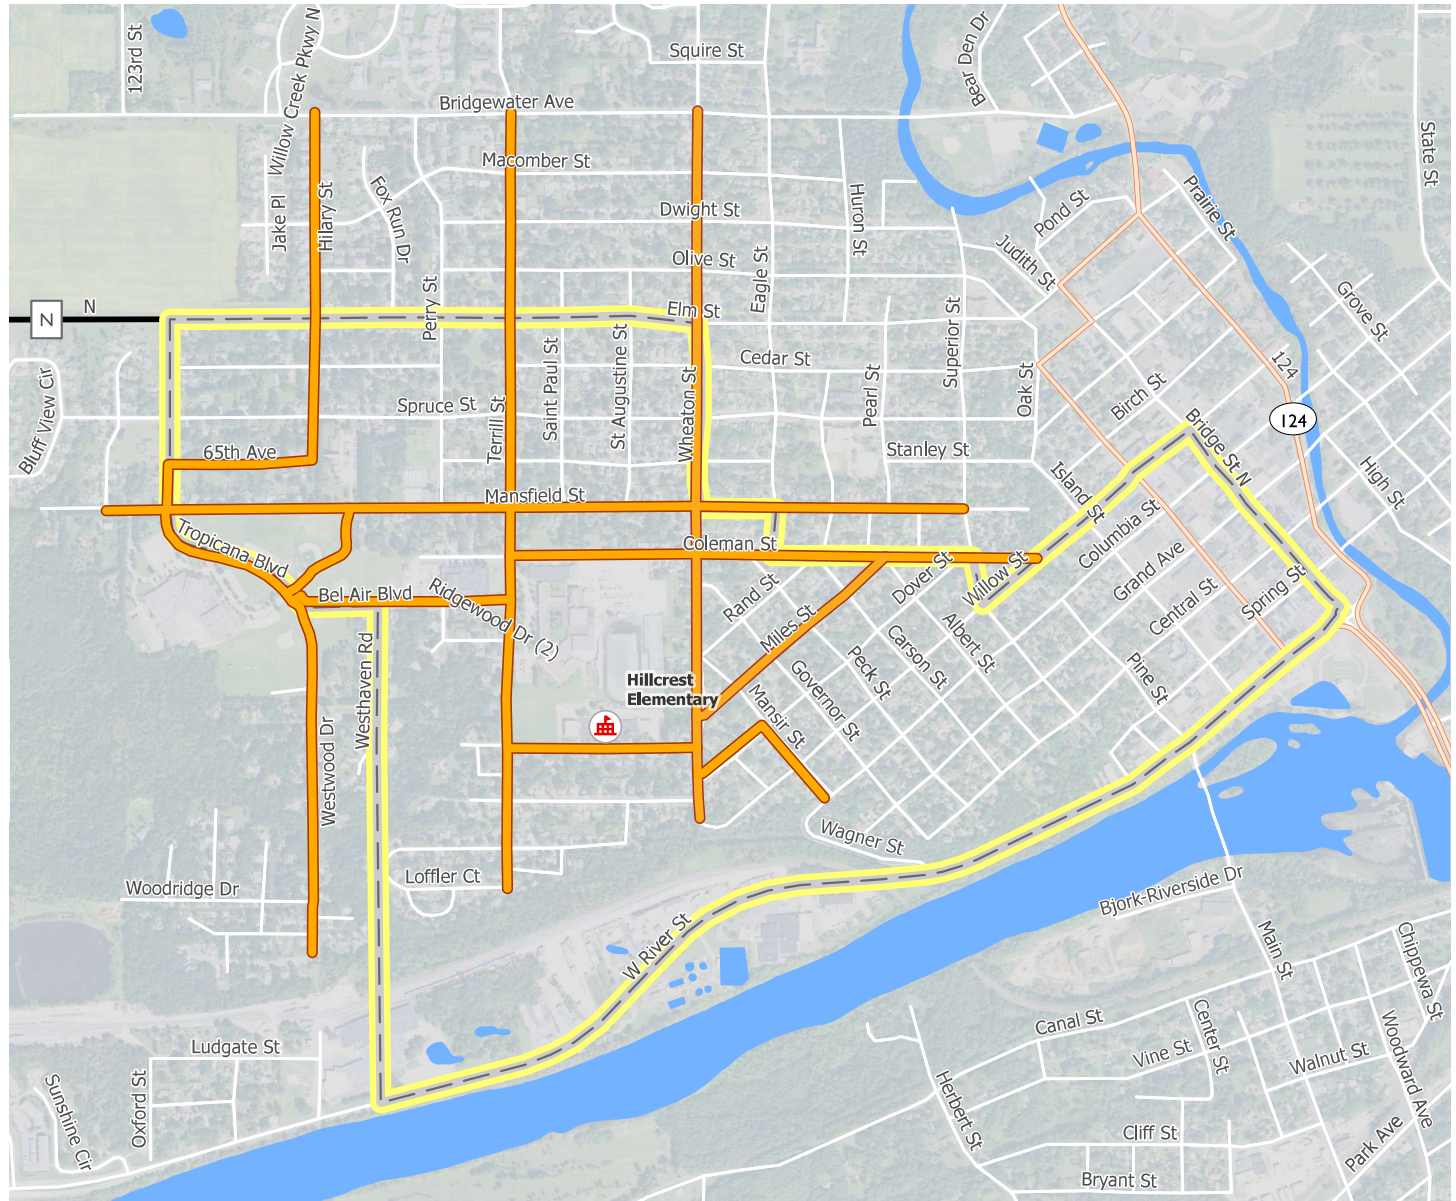 123rd St
Willow Creek Pkwy N
Squire St
Bear Den Dr
Bridgewater Ave
State St
Macomber St
Jake Pl
Hilary St
Fox Run Dr
Dwight St
Huron St
Pond St
Prairie St
Olive St
Eagle St
Judith St
N
N
Perry St
Elm St
Superior St
Grove St
Saint Paul St
St Augustine St
Cedar St
124
Bluff View Cir
Spruce St
Terrill St
Wheaton St
Pearl St
Oak St
Birch St
124
65th Ave
Stanley St
Bridge St N
High St
Mansfield St
Island St
Columbia St
Tropicana Blvd
Coleman St
Dover St
Willow St
Grand Ave
Bel Air Blvd
Ridgewood Dr (2)
Rand St
Central St
Spring St
Miles St
Albert St
Carson St
Westhaven Rd
Peck St
Governor St
Pine St
Hillcrest
Elementary
Mansir St
Westwood Dr
Wagner St
Woodridge Dr
Loffler Ct
Bjork-Riverside Dr
W River St
Main St
Chippewa St
Canal St
Center St
Woodward Ave
Ludgate St
Vine St
Walnut St
Sunshine Cir
Oxford St
Herbert St
Cliff St
Park Ave
Bryant St